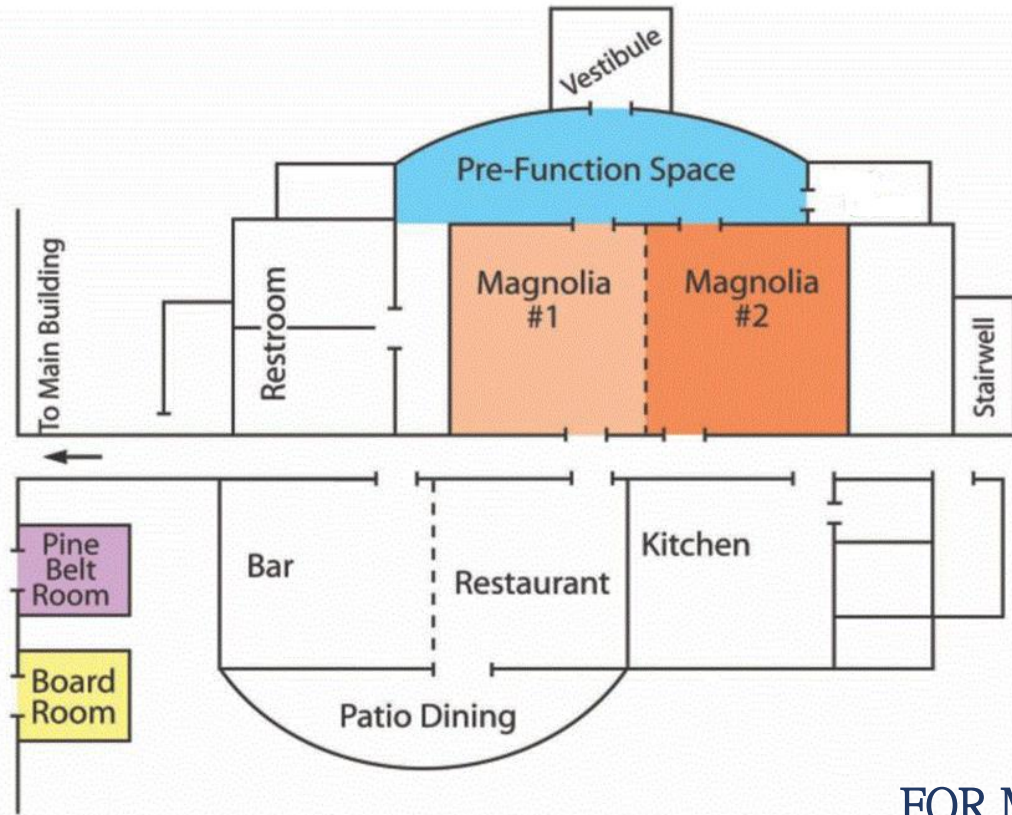 Vestibule
Pre-Function Space
Magnolia
#1
Magnolia
#2
To Main Building
Restroom
Stairwell
Pine
Belt
Room
Bar
Restaurant
Kitchen
Board
Room
Patio Dining
FOR